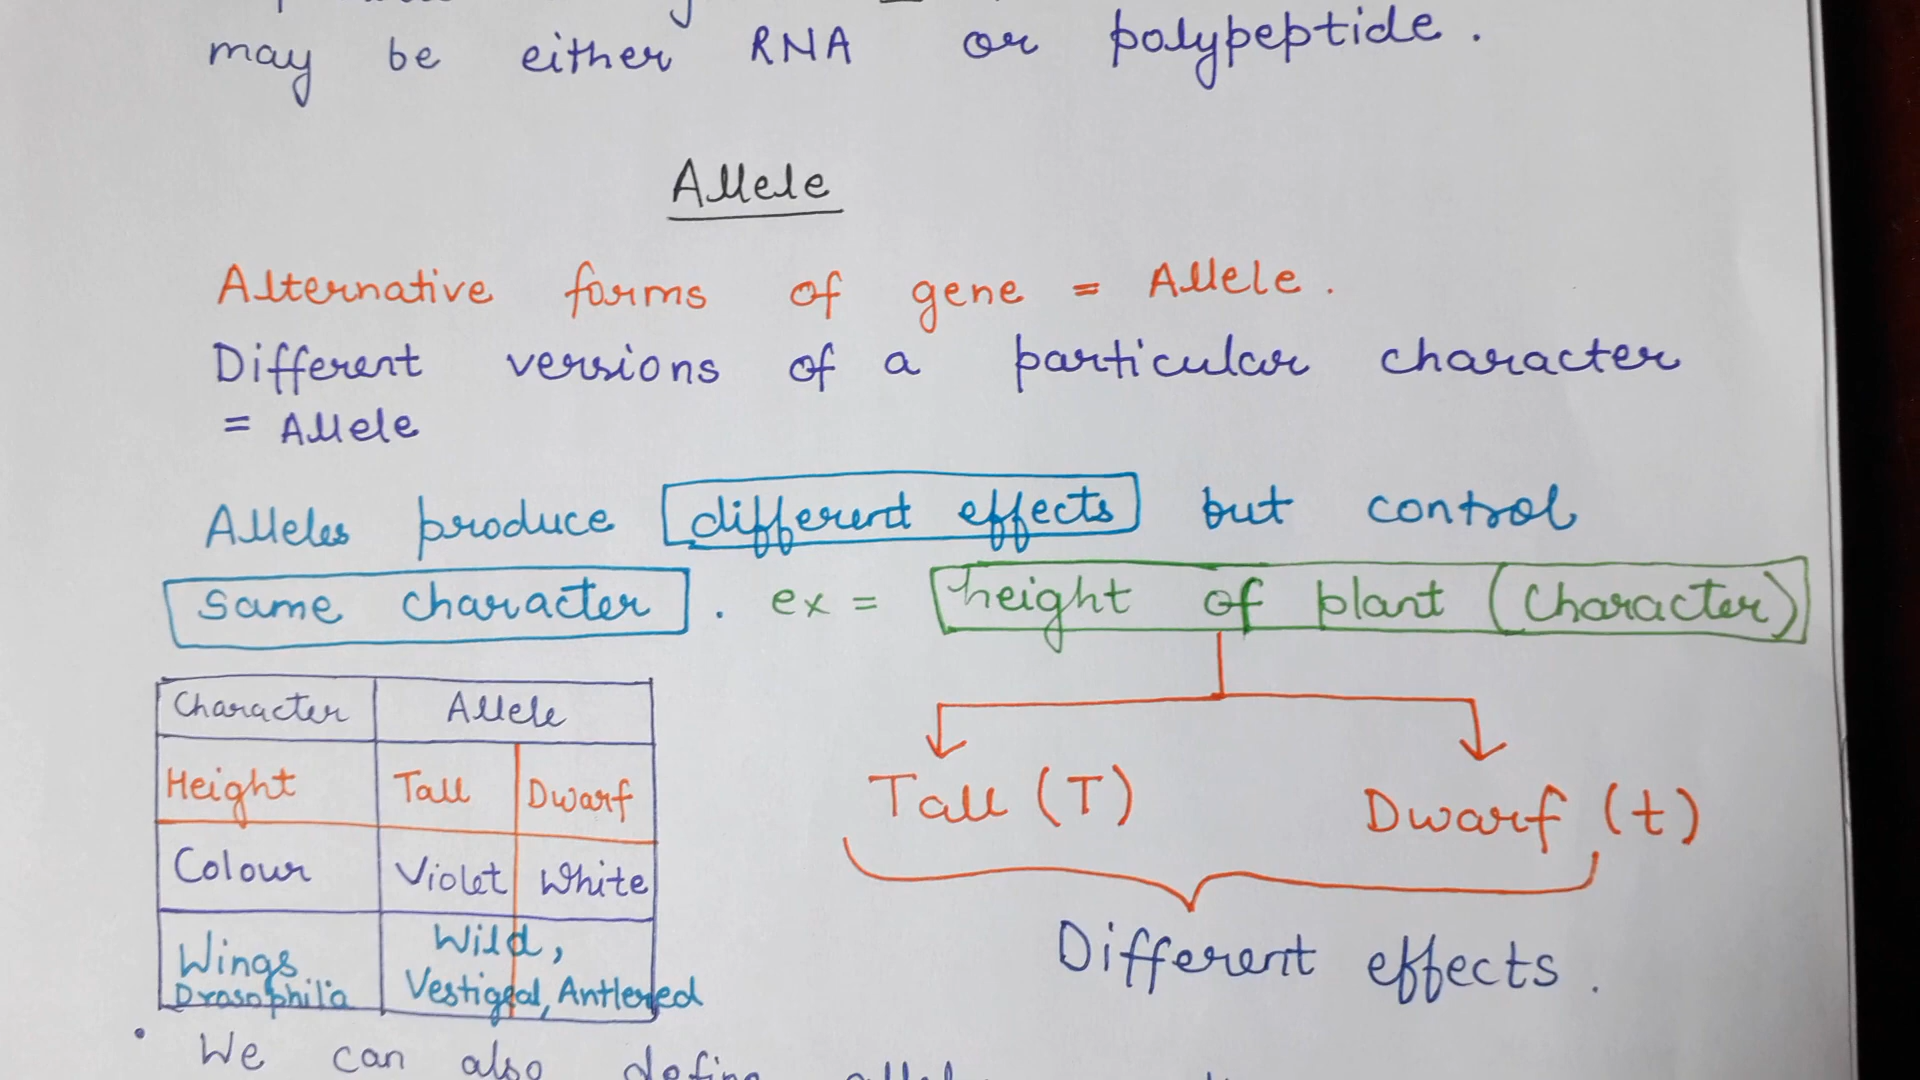 may be either RNA or polypeptide.
Allele
Alternative forms of gene = Allele.
Different versions of a particular character
= Allele
Alleles produce different effects but control
same character. ex = height of plant (Character)
Character Allele
Height Tall Dwarf
Colour Violet White
Wings Wild,
Drosophila Vestigeal, Antlered
Tall (T) Dwarf (t)
Different effects.
We can also define